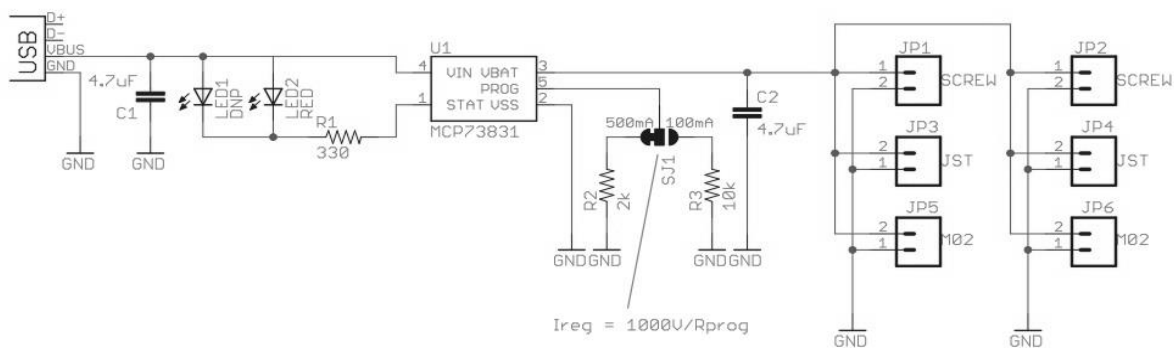 USB
D+
D-
VBUS
GND
4.7uF
C1
GND
GND
LED1
DNP
LED2
RED
R1
330
U1
4
1
VIN VBAT
PROG
STAT VSS
MCP73831
3
5
2
500mA
100mA
SJ1
R2
2k
R3
10k
C2
4.7uF
GND
GND
GND
GND
Ireg = 1000V/Rprog
JP1
1
2
SCREW
JP2
1
2
SCREW
JP3
2
1
JST
JP4
2
1
JST
JP5
2
1
M02
JP6
2
1
M02
GND
GND